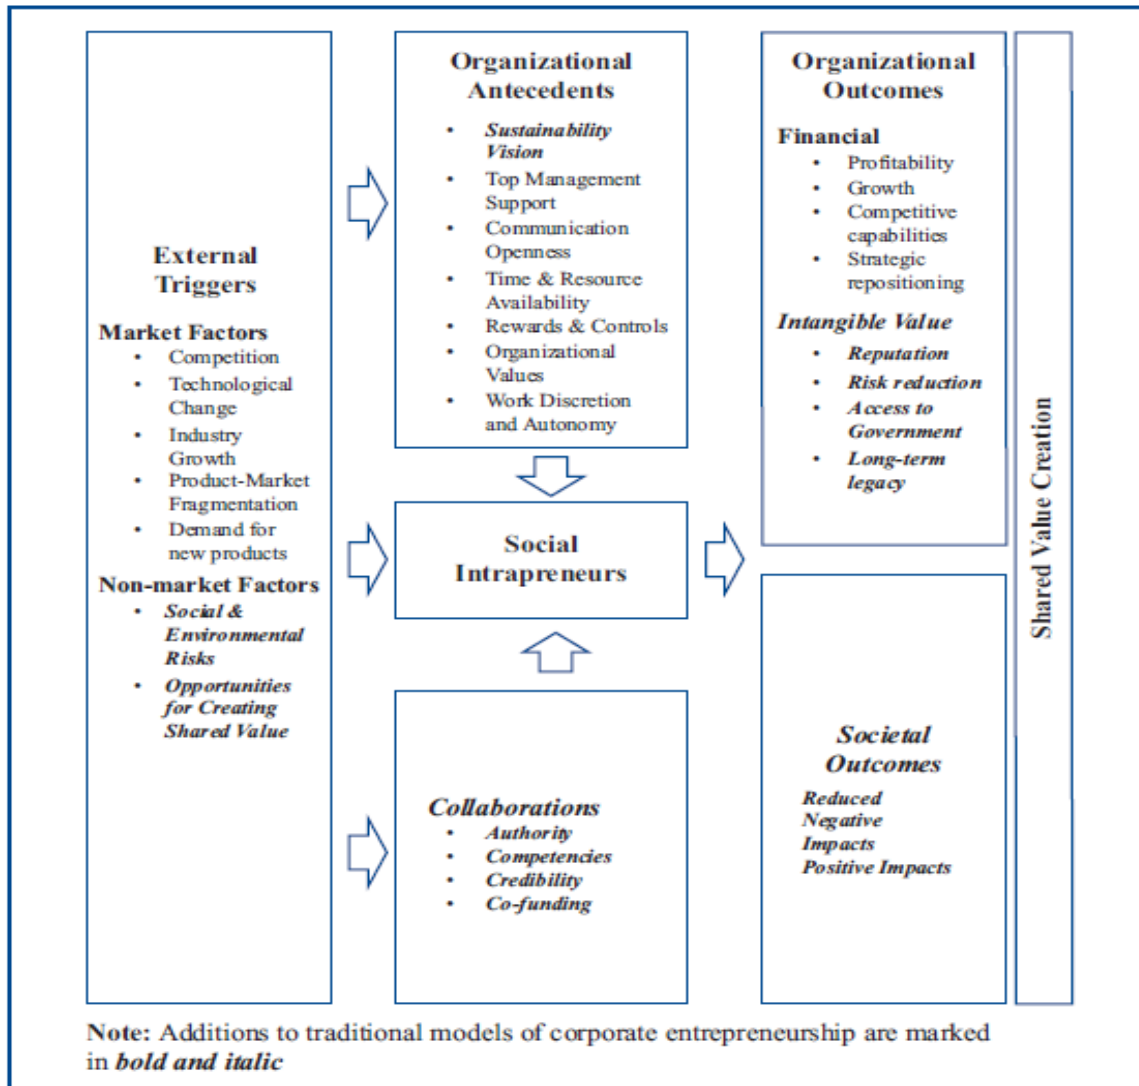 External
Triggers
Market Factors
• Competition
• Technological
Change
• Industry
Growth
• Product-Market
Fragmentation
• Demand for
new products
Non-market Factors
• Social &
Environmental
Risks
• Opportunities
for Creating
Shared Value
Organizational
Antecedents
• Sustainability
Vision
• Top Management
Support
• Communication
Openness
• Time & Resource
Availability
• Rewards & Controls
• Organizational
Values
• Work Discretion
and Autonomy
Social
Intrapreneurs
Collaborations
• Authority
• Competencies
• Credibility
• Co-funding
Organizational
Outcomes
Financial
• Profitability
• Growth
• Competitive
capabilities
• Strategic
repositioning
Intangible Value
• Reputation
• Risk reduction
• Access to
Government
• Long-term
legacy
Societal
Outcomes
Reduced
Negative
Impacts
Positive Impacts
Shared Value Creation
Note: Additions to traditional models of corporate entrepreneurship are marked
in bold and italic